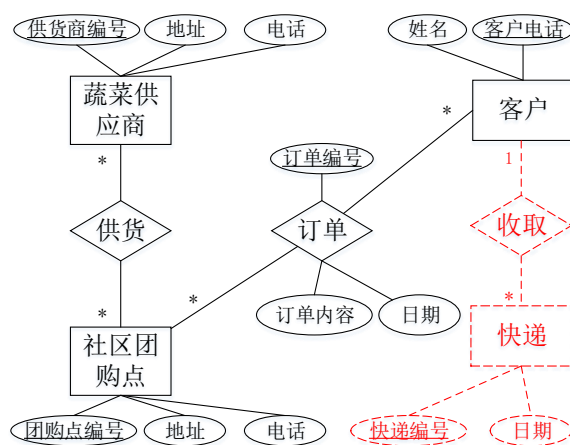 供货商编号
地址
电话
姓名
客户电话
蔬菜供
应商
客户
*
*
订单编号
1
供货
订单
收取
*
*
*
订单内容
日期
社区团
购点
快递
团购点编号
地址
电话
快递编号
日期